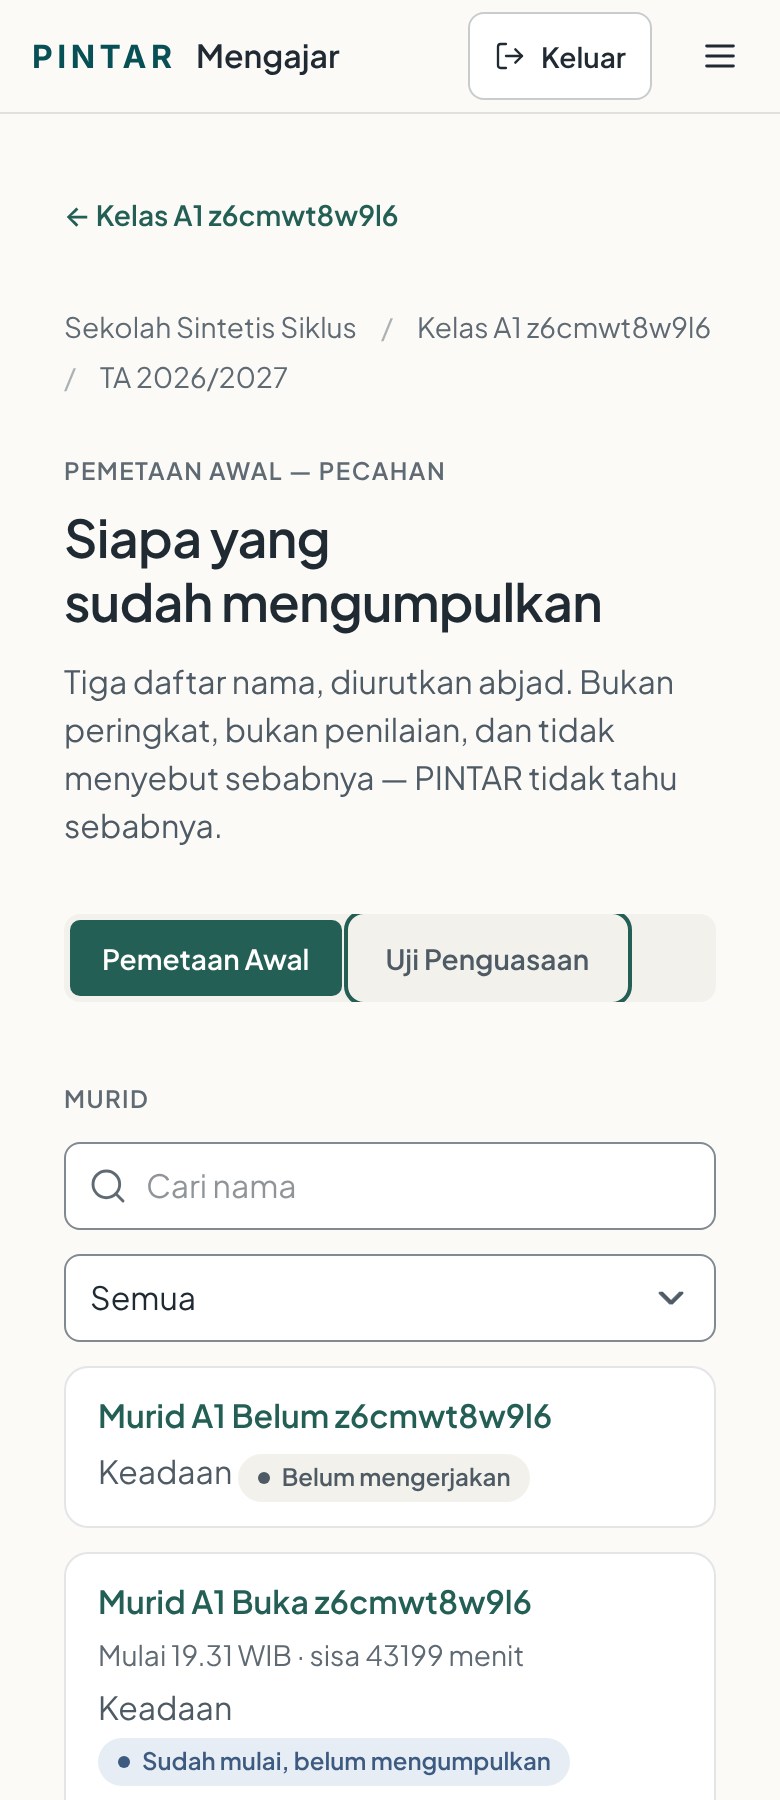 PINTAR Mengajar
Keluar
← Kelas A1 z6cmwt8w9l6
Sekolah Sintetis Siklus / Kelas A1 z6cmwt8w9l6
/ TA 2026/2027
PEMETAAN AWAL — PECAHAN
Siapa yang
sudah mengumpulkan
Tiga daftar nama, diurutkan abjad. Bukan
peringkat, bukan penilaian, dan tidak
menyebut sebabnya — PINTAR tidak tahu
sebabnya.
Pemetaan Awal Uji Penguasaan
MURID
Cari nama
Semua
Murid A1 Belum z6cmwt8w9l6
Keadaan Belum mengerjakan
Murid A1 Buka z6cmwt8w9l6
Mulai 19.31 WIB · sisa 43199 menit
Keadaan
Sudah mulai, belum mengumpulkan